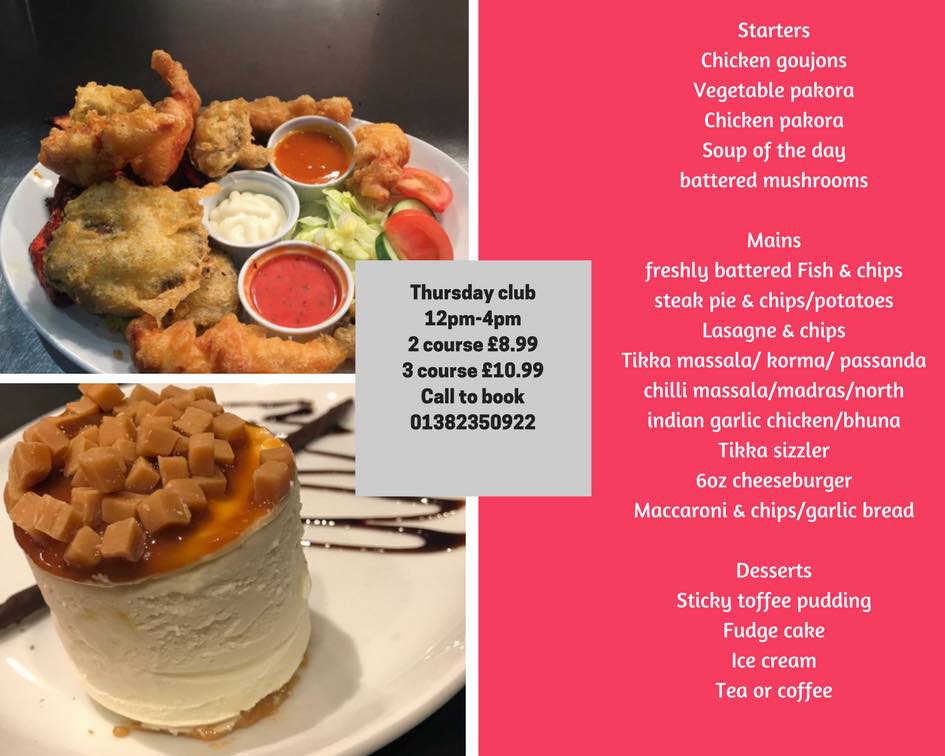 Thursday club
12pm-4pm
2 course £8.99
3 course £10.99
Call to book
01382350922
Starters
Chicken goujons
Vegetable pakora
Chicken pakora
Soup of the day
battered mushrooms
Mains
freshly battered Fish & chips
steak pie & chips/potatoes
Lasagne & chips
Tikka massala/ korma/ passanda
chilli massala/madras/north
indian garlic chicken/bhuna
Tikka sizzler
6oz cheeseburger
Maccaroni & chips/garlic bread
Desserts
Sticky toffee pudding
Fudge cake
Ice cream
Tea or coffee